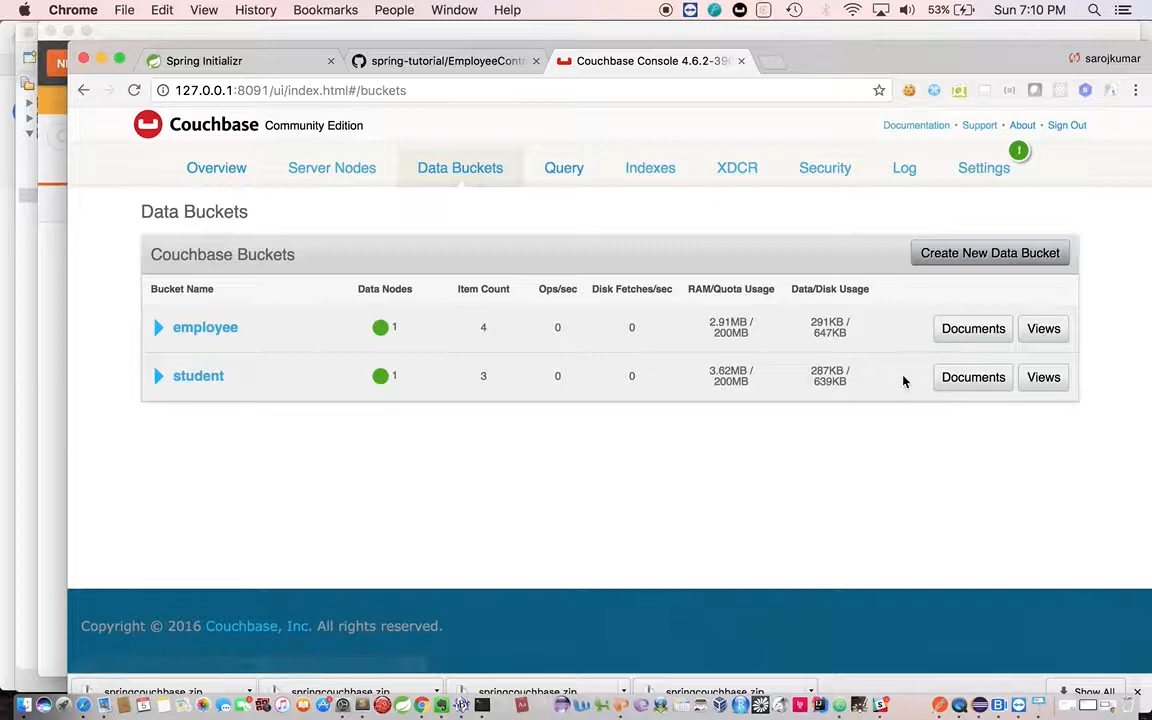 Chrome File Edit View History Bookmarks People Window Help 53% Sun 7:10 PM
Spring Initializr
spring-tutorial/EmployeeContr
Couchbase Console 4.6.2-390
sarojkumar
127.0.0.1:8091/ui/index.html#/buckets
Couchbase Community Edition
Documentation • Support • About • Sign Out
Overview Server Nodes Data Buckets Query Indexes XDCR Security Log Settings !
Data Buckets
Couchbase Buckets
Create New Data Bucket
Bucket Name Data Nodes Item Count Ops/sec Disk Fetches/sec RAM/Quota Usage Data/Disk Usage
employee 1 4 0 0 2.91MB / 200MB 291KB / 647KB Documents Views
student 1 3 0 0 3.62MB / 200MB 287KB / 639KB Documents Views
Copyright © 2016 Couchbase, Inc. All rights reserved.
springcouchbase.zip springcouchbase.zip springcouchbase.zip springcouchbase.zip Show All